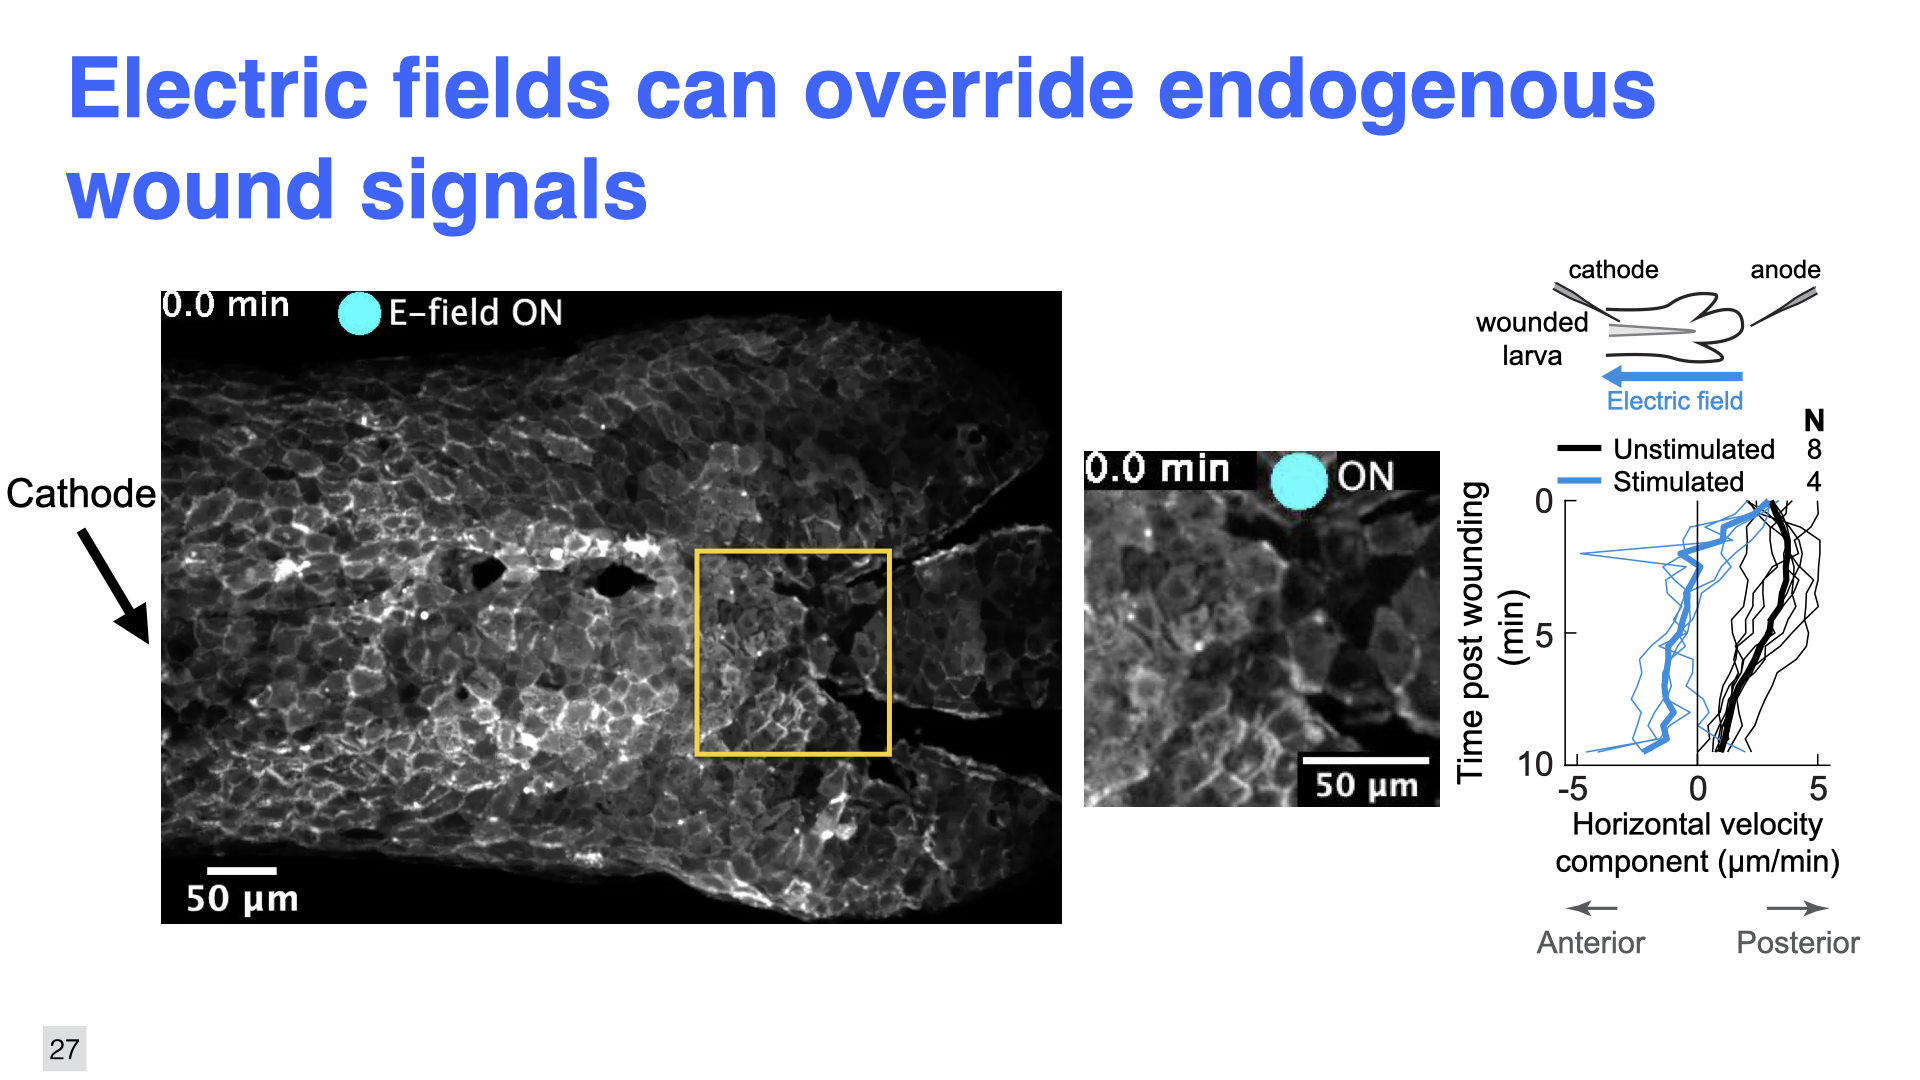 Electric fields can override endogenous
wound signals
0.0 min
E-field ON
Cathode
50 µm
0.0 min
ON
50 µm
cathode
anode
wounded
larva
Electric field
N
Unstimulated 8
Stimulated 4
Time post wounding
(min)
0
5
10
-5 0 5
Horizontal velocity
component (µm/min)
Anterior
Posterior
27